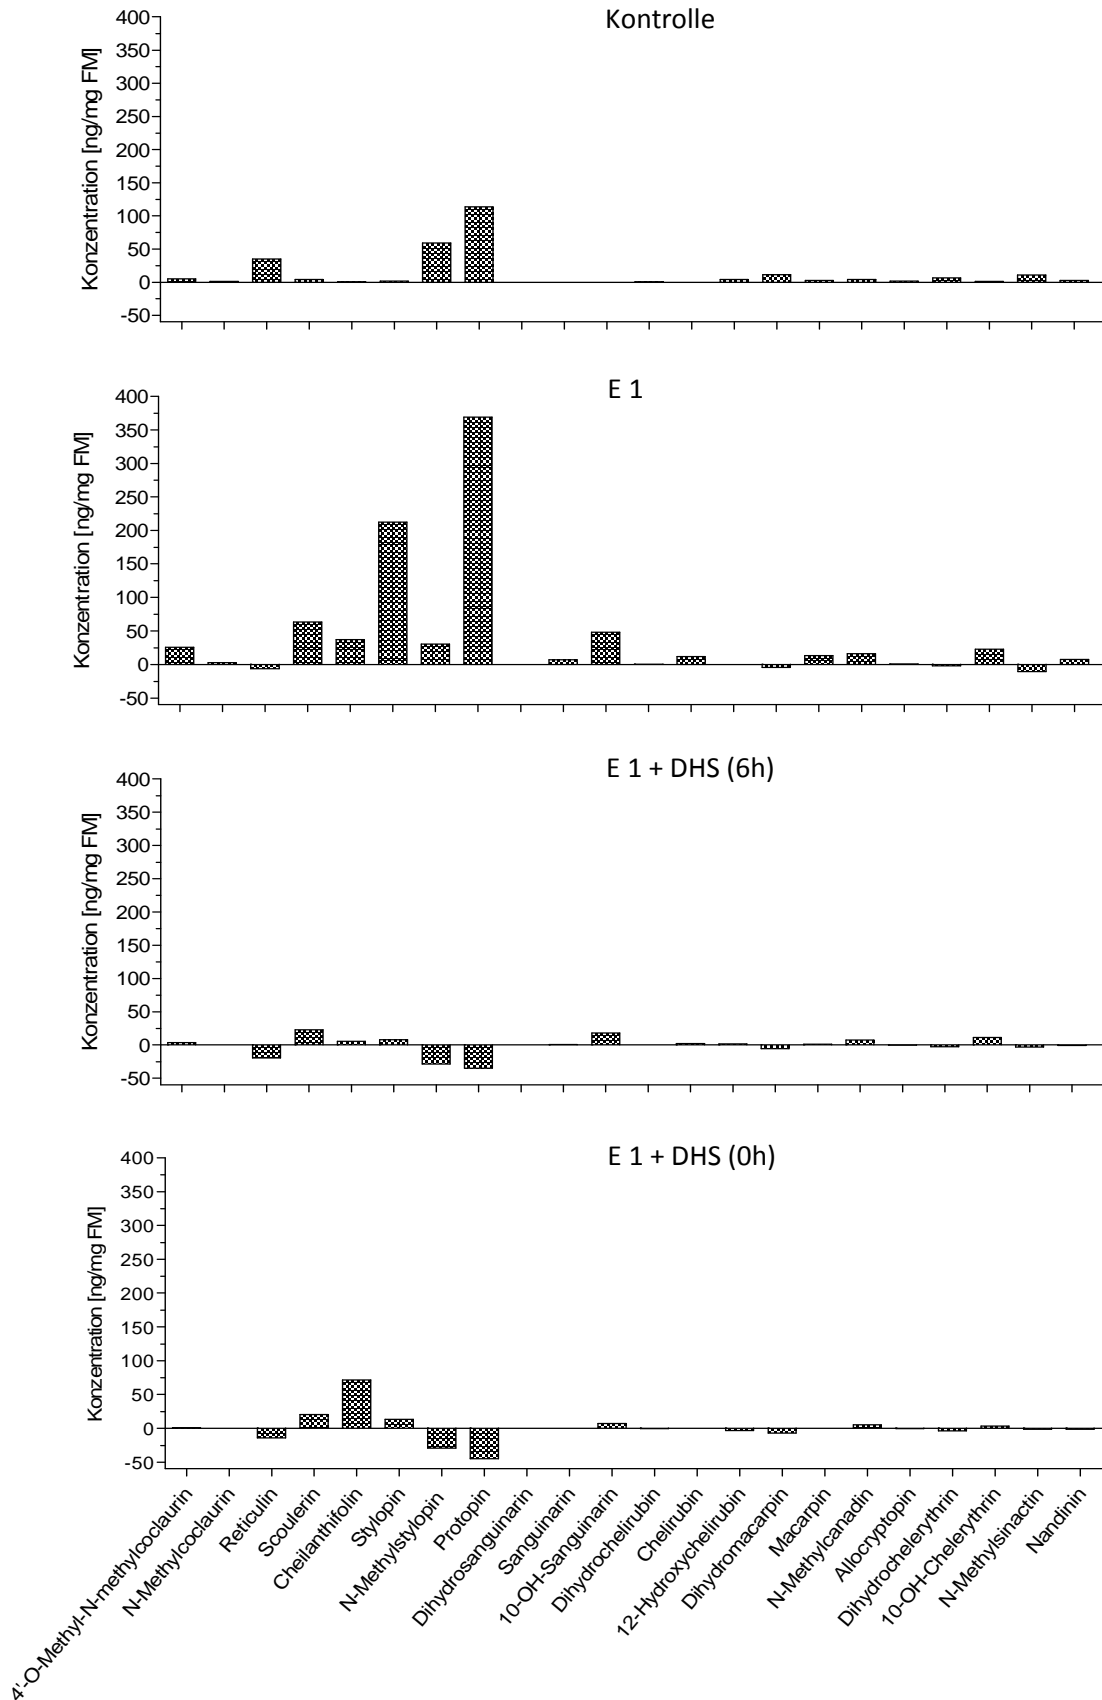 Kontrolle
400
350
300
250
200
150
100
50
0
-50
Konzentration [ng/mg FM]
E 1
400
350
300
250
200
150
100
50
0
-50
Konzentration [ng/mg FM]
E 1 + DHS (6h)
400
350
300
250
200
150
100
50
0
-50
Konzentration [ng/mg FM]
E 1 + DHS (0h)
400
350
300
250
200
150
100
50
0
-50
Konzentration [ng/mg FM]
4'-O-Methyl-N-methylcoclaurin
N-Methylcoclaurin
Reticulin
Scoulerin
Cheilanthifolin
Stylopin
N-Methylstylopin
Protopin
Dihydrosanguinarin
Sanguinarin
10-OH-Sanguinarin
Dihydrochelirubin
Chelirubin
12-Hydroxychelirubin
Dihydromacarpin
Macarpin
N-Methylcanadin
Allocryptopin
Dihydrochelerythrin
10-OH-Chelerythrin
N-Methylsinactin
Nandinin